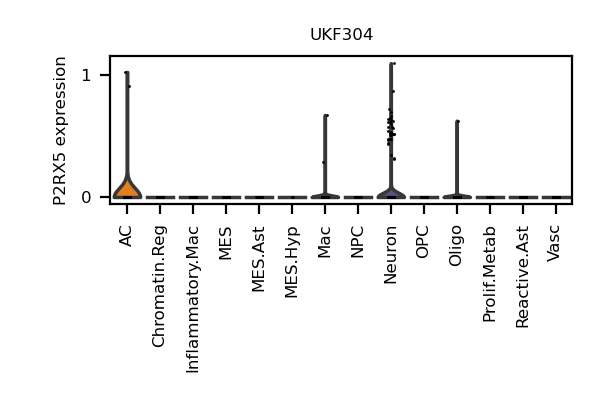 UKF304
P2RX5 expression
1
0
AC
Chromatin.Reg
Inflammatory.Mac
MES
MES.Ast
MES.Hyp
Mac
NPC
Neuron
OPC
Oligo
Prolif.Metab
Reactive.Ast
Vasc